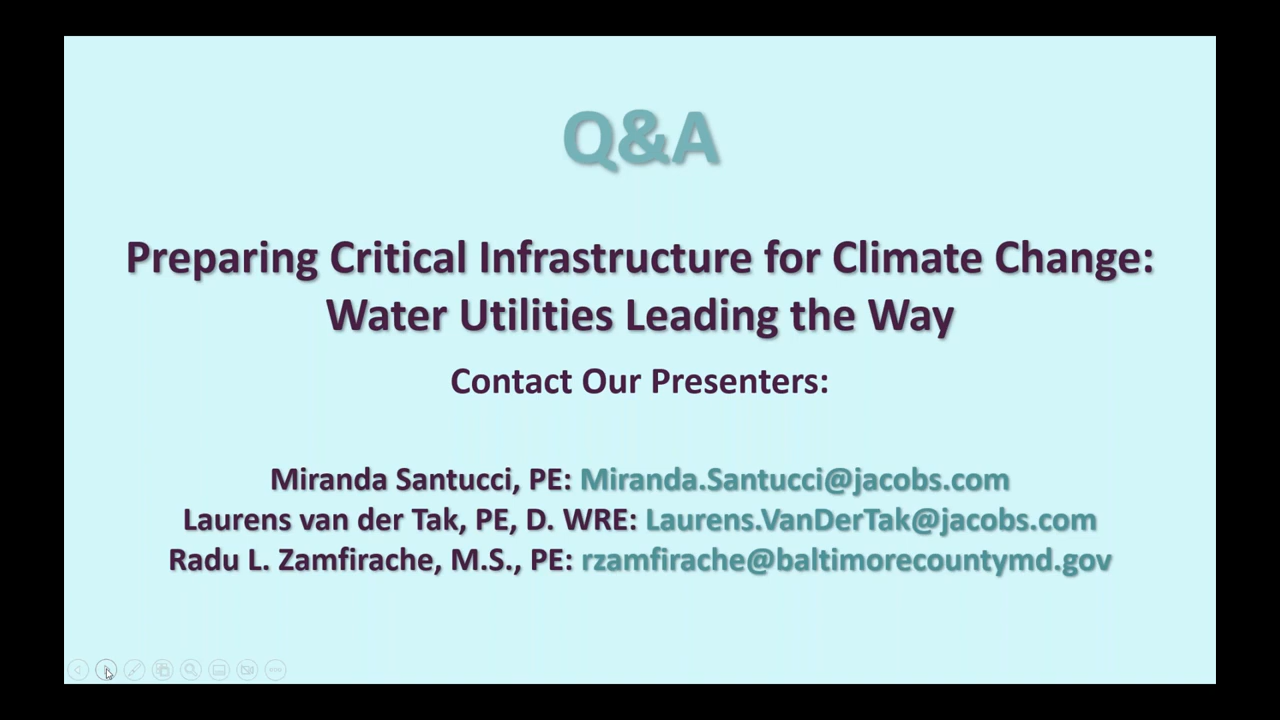 Q&A
Preparing Critical Infrastructure for Climate Change:
Water Utilities Leading the Way
Contact Our Presenters:
Miranda Santucci, PE: Miranda.Santucci@jacobs.com
Laurens van der Tak, PE, D. WRE: Laurens.VanDerTak@jacobs.com
Radu L. Zamfirache, M.S., PE: rzamfirache@baltimorecountymd.gov